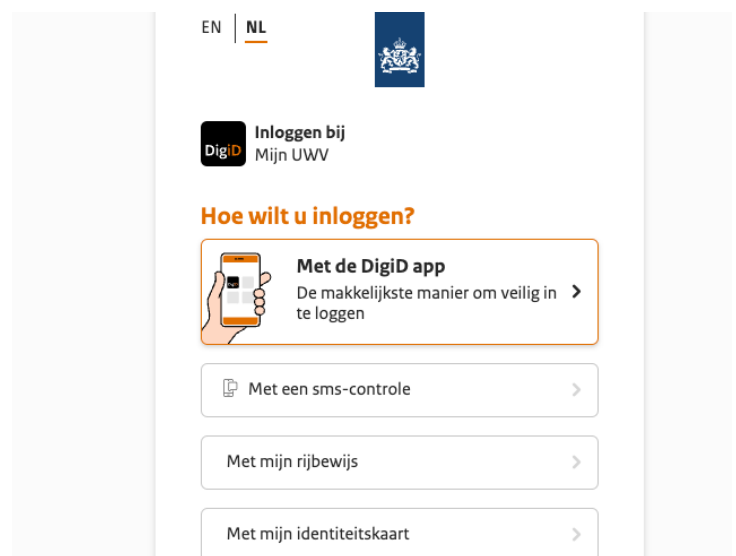 EN NL
DigiD
Inloggen bij
Mijn UWV
Hoe wilt u inloggen?
Met de DigiD app
De makkelijkste manier om veilig in
te loggen
Met een sms-controle
Met mijn rijbewijs
Met mijn identiteitskaart